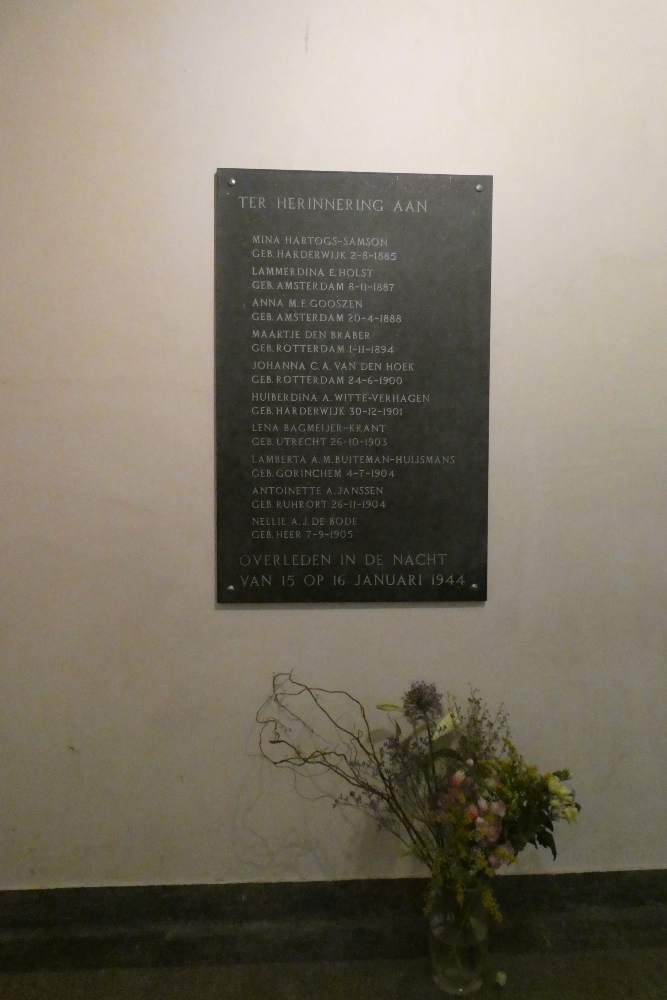 TER HERINNERING AAN
MINA HARTOGS-SAMSON
GEB. HARDERWIJK 2-8-1885
LAMMERDINA E. HOLST
GEB. AMSTERDAM 8-11-1887
ANNA M.F. GOOSZEN
GEB. AMSTERDAM 20-4-1888
MAARTJE DEN BRABER
GEB. ROTTERDAM 1-11-1894
JOHANNA C.A. VAN DEN HOEK
GEB. ROTTERDAM 24-6-1900
HUIBERDINA A. WITTE-VERHAGEN
GEB. HARDERWIJK 30-12-1901
LENA BAGMEIJER-KRANT
GEB. UTRECHT 26-10-1903
LAMBERTA A.M. BUITEMAN-HUIJSMANS
GEB. GORINCHEM 4-7-1904
ANTOINETTE A. JANSSEN
GEB. RUHRORT 26-11-1904
NELLIE A.J. DE BODE
GEB. HEER 7-9-1905
OVERLEDEN IN DE NACHT
VAN 15 OP 16 JANUARI 1944